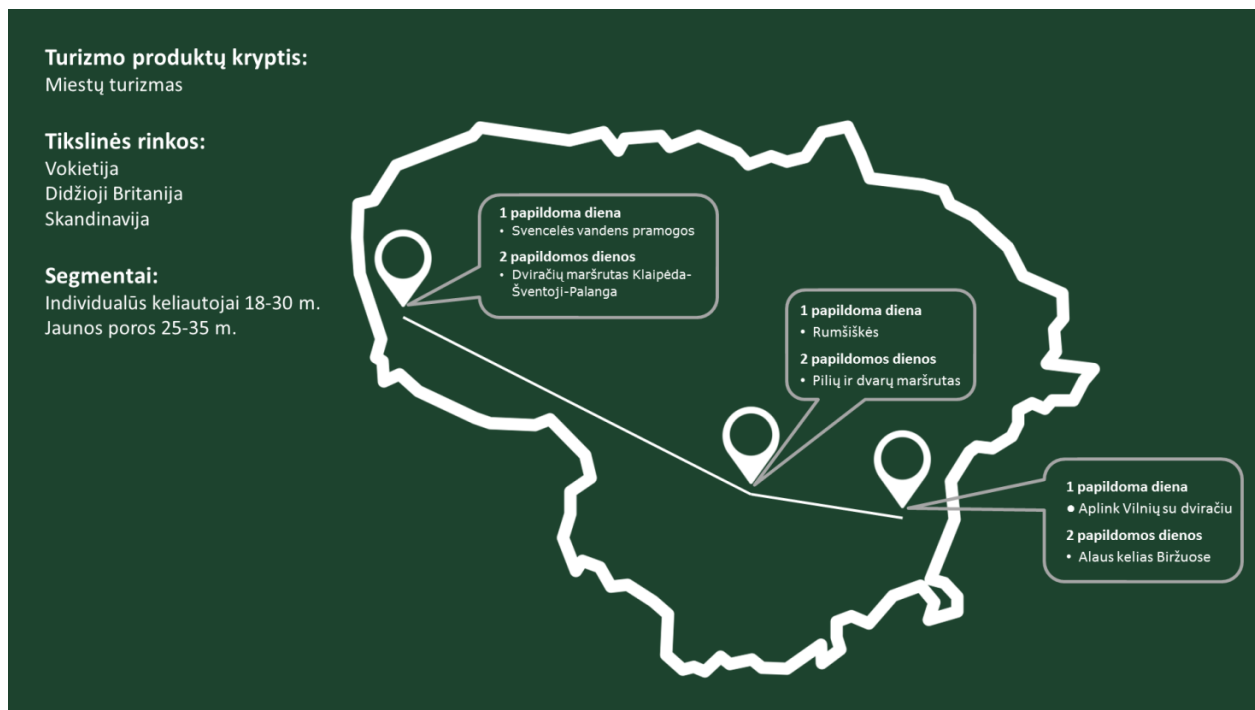 Turizmo produktų kryptis:
Miestų turizmas
Tikslinės rinkos:
Vokietija
Didžioji Britanija
Skandinavija
Segmentai:
Individualūs keliautojai 18-30 m.
Jaunos poros 25-35 m.
1 papildoma diena
• Svencelės vandens pramogos
2 papildomos dienos
• Dviračių maršrutas Klaipėda-
Šventoji-Palanga
1 papildoma diena
• Rumšiškės
2 papildomos dienos
• Pilių ir dvarų maršrutas
1 papildoma diena
• Aplink Vilnių su dviračiu
2 papildomos dienos
• Alaus kelias Biržuose